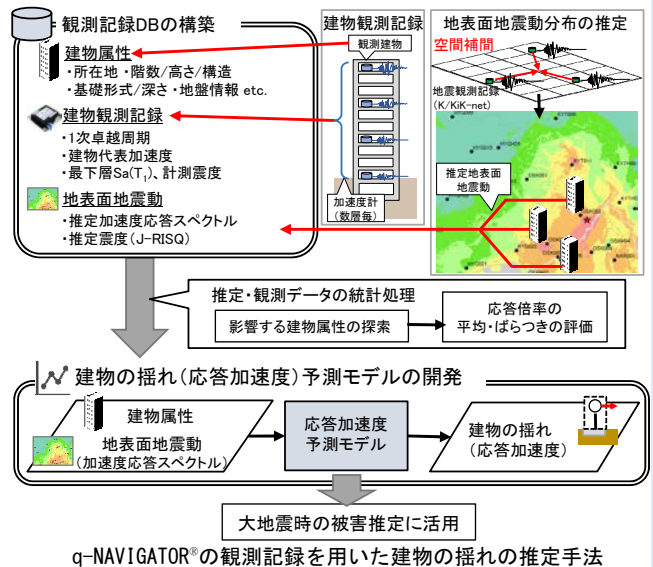 観測記録DBの構築
建物属性
・所在地・階数/高さ/構造
・基礎形式/深さ・地盤情報 etc.
建物観測記録
・1次卓越周期
・建物代表加速度
・最下層Sa(T₁)、計測震度
地表面地震動
・推定加速度応答スペクトル
・推定震度(J-RISQ)
建物観測記録
観測建物
加速度計
(数層毎)
地表面地震動分布の推定
空間補間
地震観測記録
(K/KiK-net)
推定地表面
地震動
推定・観測データの統計処理
影響する建物属性の探索
応答倍率の
平均・ばらつきの評価
建物の揺れ(応答加速度)予測モデルの開発
建物属性
地表面地震動
(加速度応答スペクトル)
応答加速度
予測モデル
建物の揺れ
(応答加速度)
大地震時の被害推定に活用
q-NAVIGATOR®の観測記録を用いた建物の揺れの推定手法